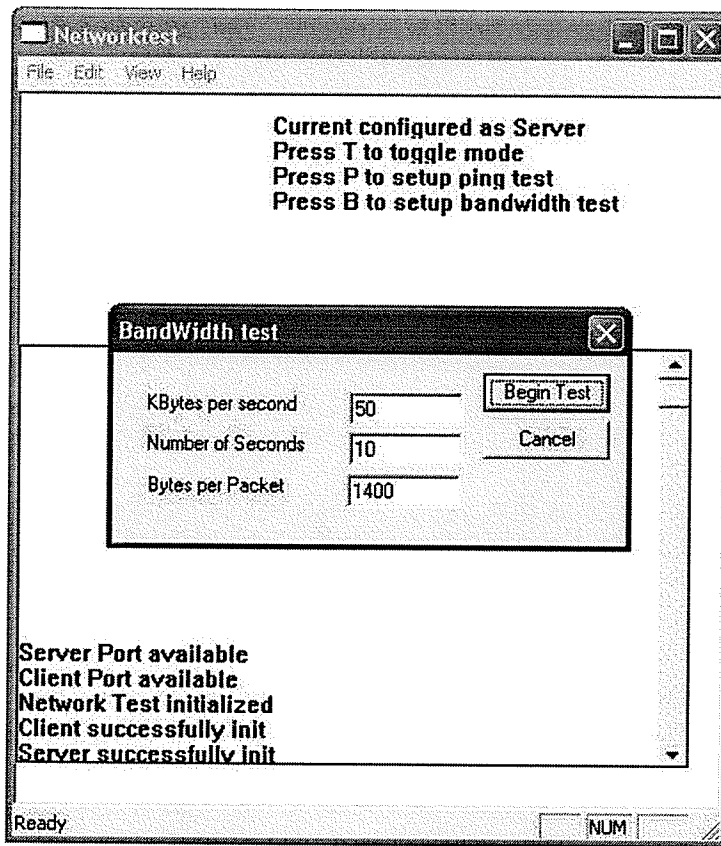 Networktest
File Edit View Help
Current configured as Server
Press T to toggle mode
Press P to setup ping test
Press B to setup bandwidth test
BandWidth test
KBytes per second 50
Number of Seconds 10
Bytes per Packet 1400
Begin Test
Cancel
Server Port available
Client Port available
Network Test initialized
Client successfully init
Server successfully init
Ready NUM